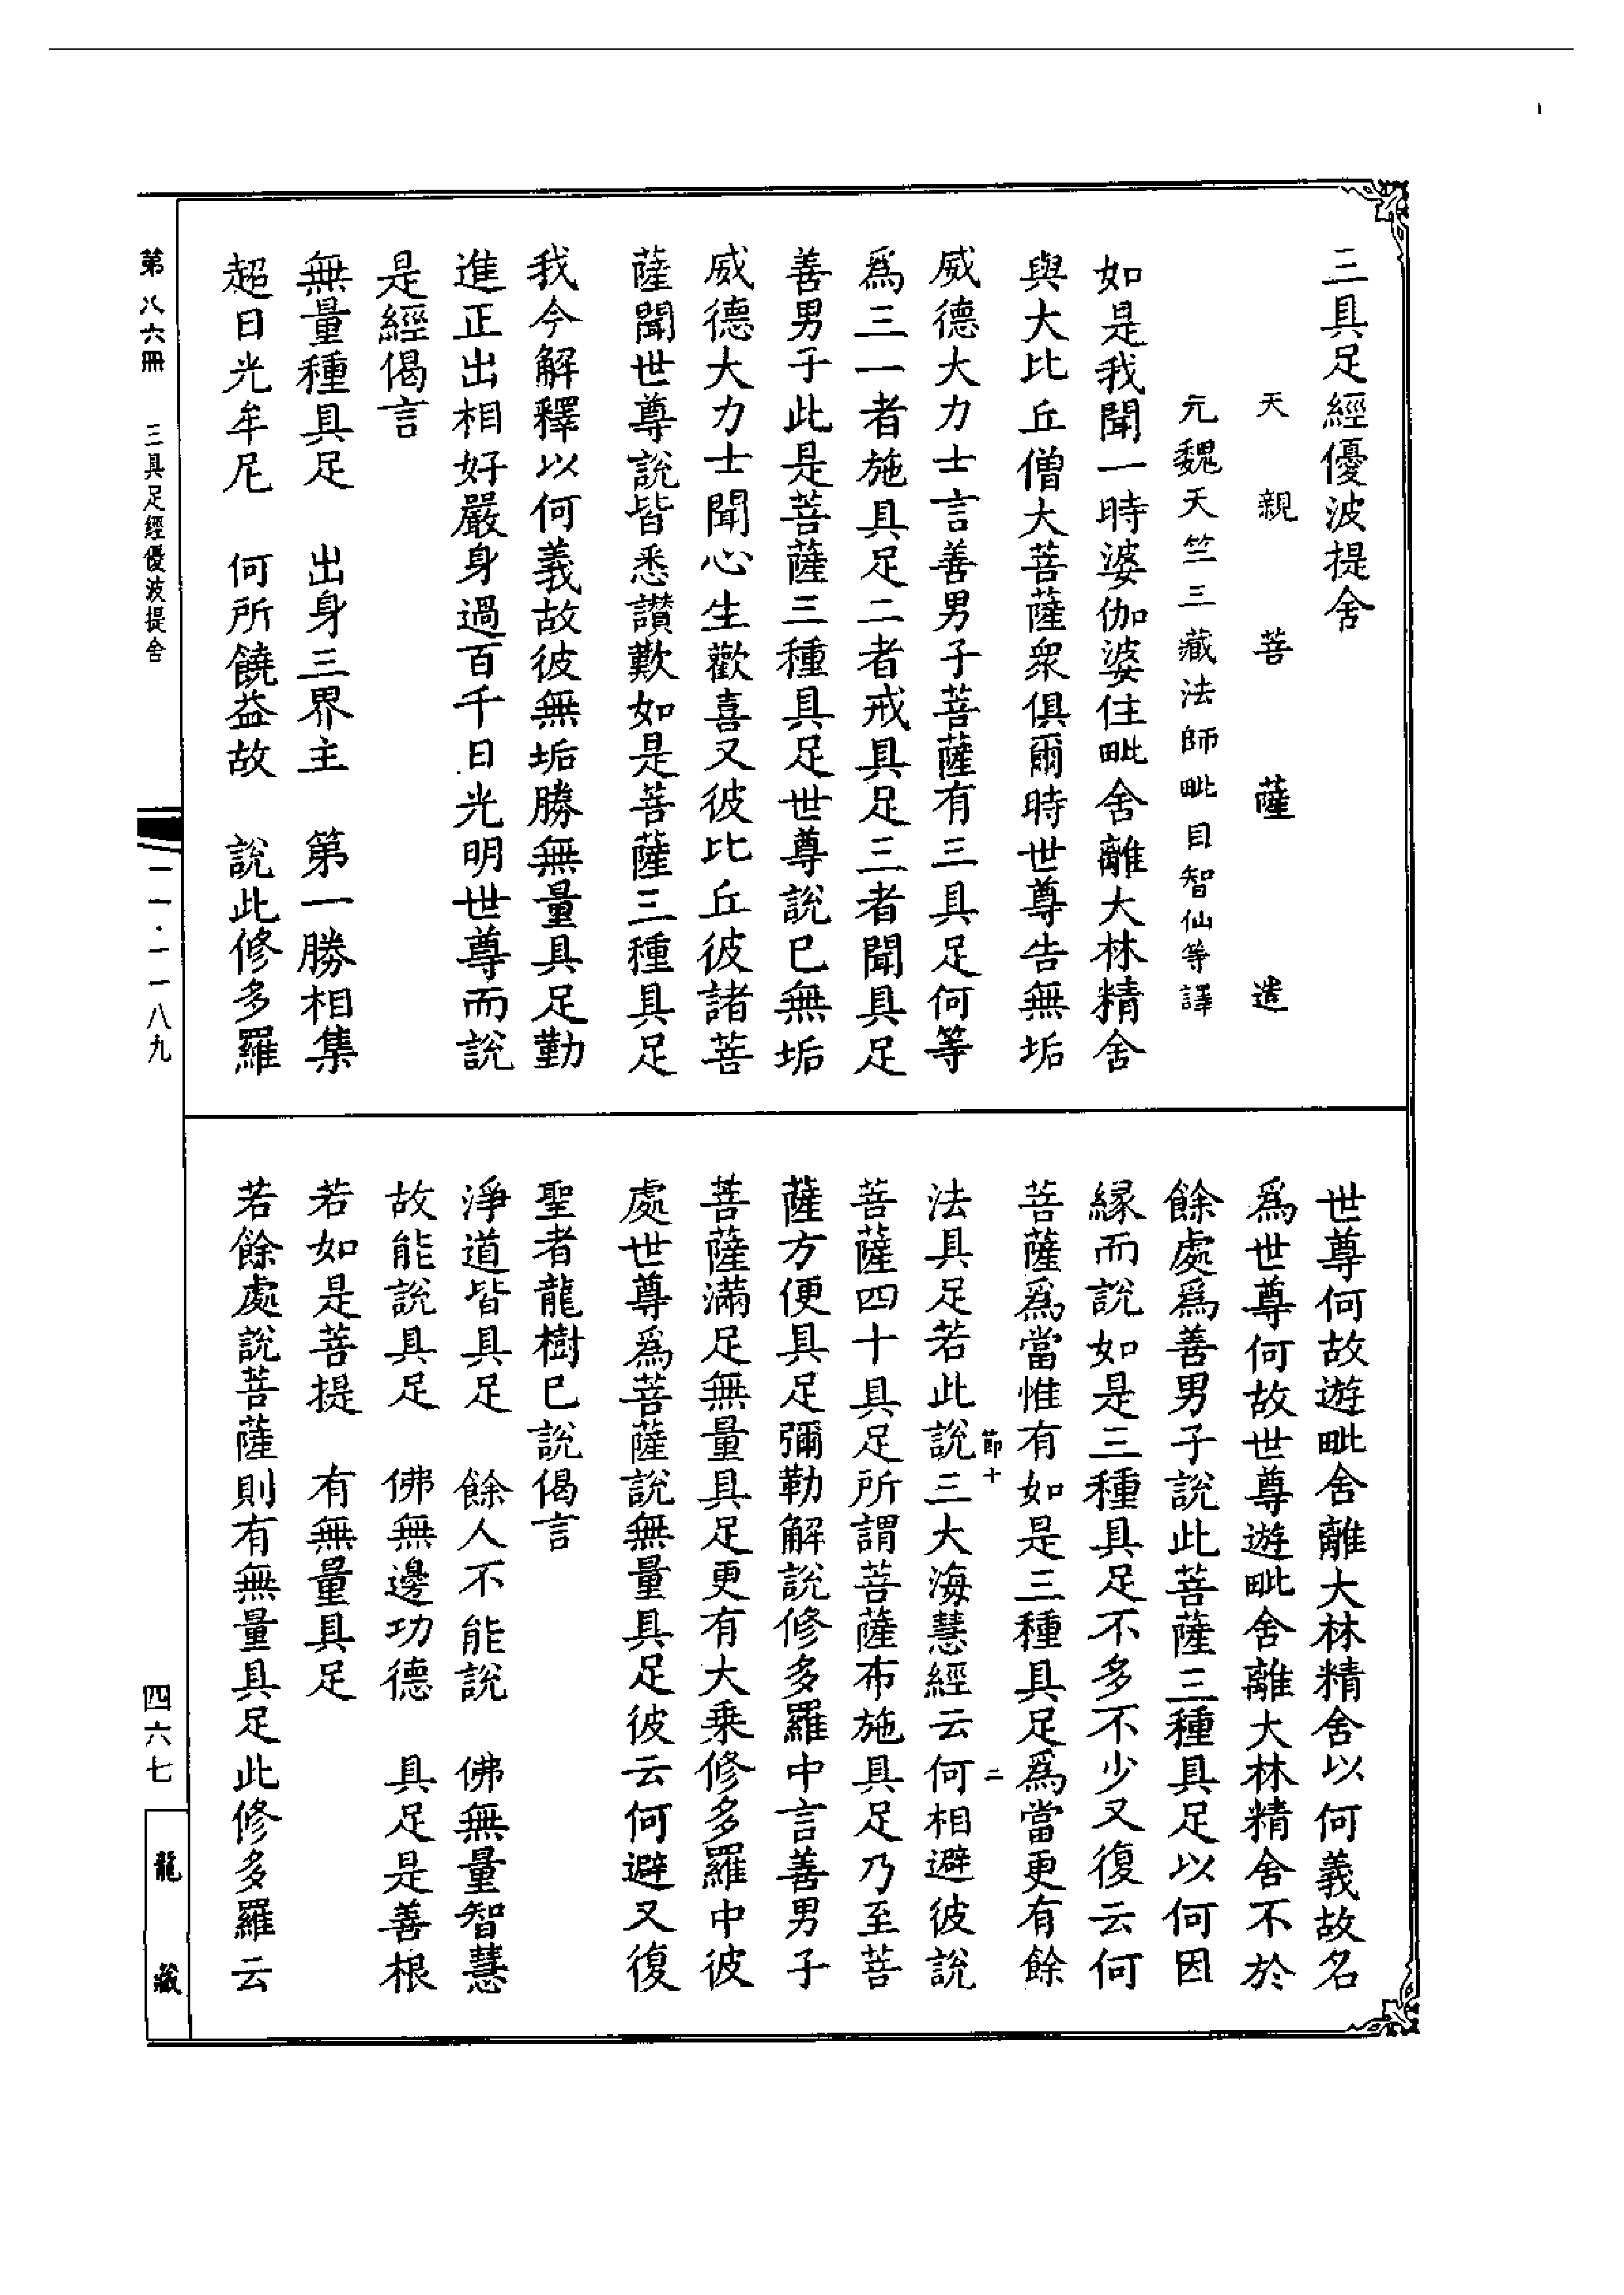 三具足經優波提舍
天親菩薩造
元魏天竺三藏法師毗目智仙等譯
如是我聞一時婆伽婆住毗舍離大林精舍
與大比丘僧大菩薩衆俱爾時世尊告無垢
威德大力士言善男子菩薩有三具足何等
爲三一者施具足二者戒具足三者聞具足
善男子此是菩薩三種具足世尊說已無垢
威德大力士聞心生歡喜又彼比丘彼諸菩
薩聞世尊說皆悉讚歎如是菩薩三種具足
我今解釋以何義故彼無垢勝無量具足勤
進正出相好嚴身過百千日光明世尊而說
是經偈言
無量種具足　出身三界主　第一勝相集
超日光牟尼　何所饒益故　說此修多羅
世尊何故遊毗舍離大林精舍以何義故名
爲世尊何故世尊遊毗舍離大林精舍不於
餘處爲善男子說此菩薩三種具足以何因
緣而說如是三種具足不多不少又復云何
菩薩爲當惟有如是三種具足爲當更有餘
節十　二
法具足若此說三大海慧經云何相避彼說
菩薩四十具足所謂菩薩布施具足乃至菩
薩方便具足彌勒解說修多羅中言善男子
菩薩滿足無量具足更有大乘修多羅中彼
處世尊爲菩薩說無量具足彼云何避又復
聖者龍樹已說偈言
淨道皆具足　餘人不能說　佛無量智慧
故能說具足　佛無邊功德　具足是善根
若如是菩提　有無量具足
若餘處說菩薩則有無量具足此修多羅云
第八六冊　三具足經優波提舍
一一·一一八九
四六七
龍藏